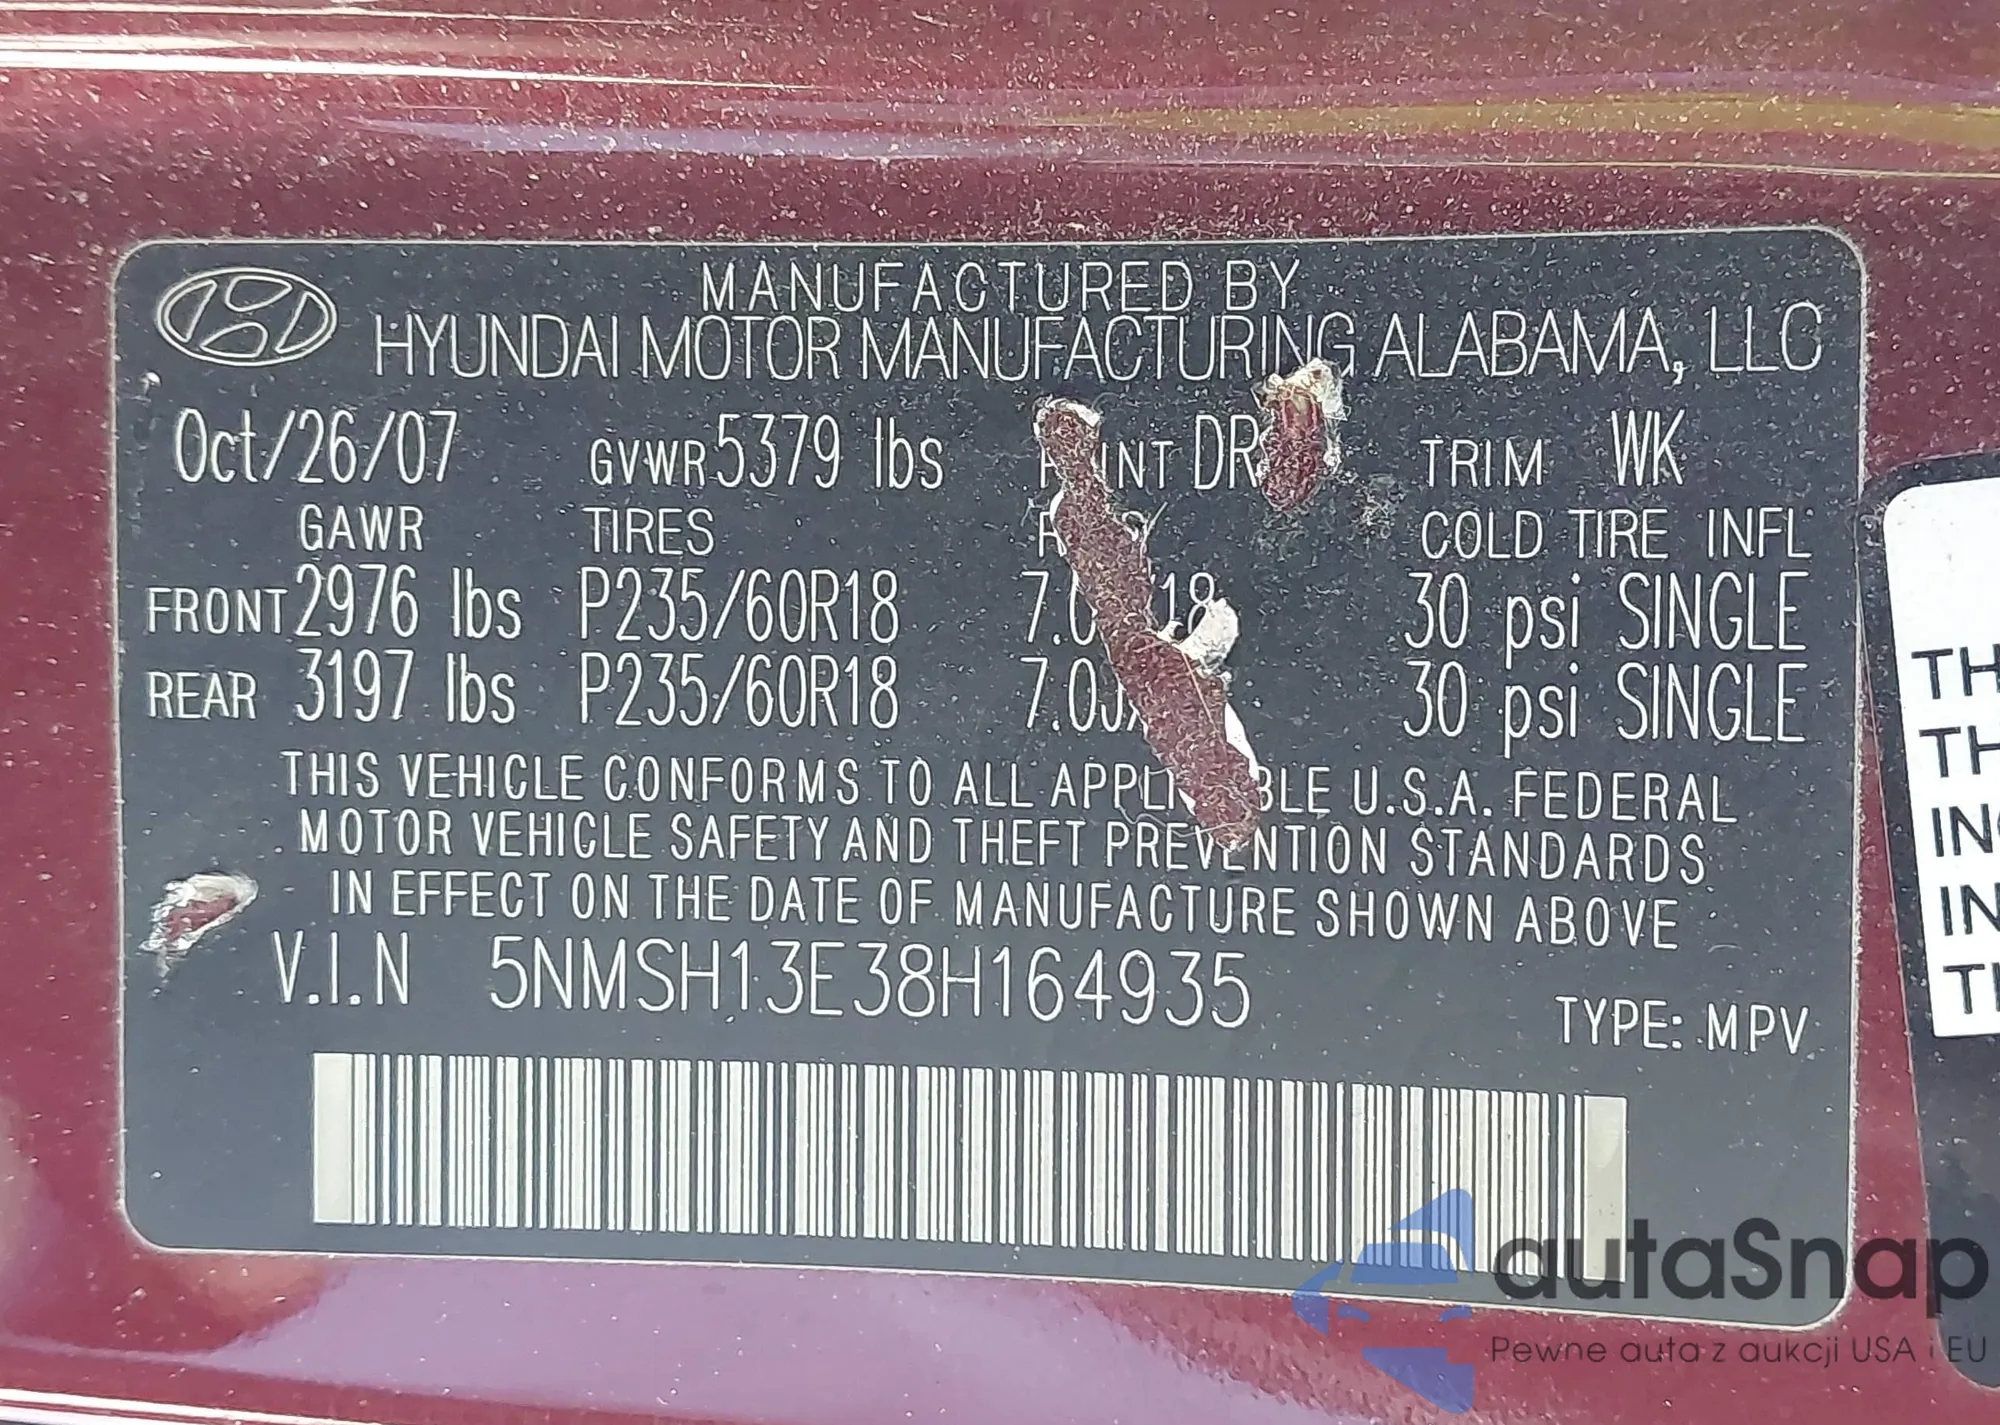 MANUFACTURED BY
HYUNDAI MOTOR MANUFACTURING ALABAMA, LLC
Oct/26/07 GVWR 5379 lbs TRIM WK
GAWR TIRES COLD TIRE INFL
FRONT 2976 lbs P235/60R18 30 psi SINGLE
REAR 3197 lbs P235/60R18 30 psi SINGLE
THIS VEHICLE CONFORMS TO ALL U.S.A. FEDERAL
MOTOR VEHICLE SAFETY AND THEFT PREVENTION STANDARDS
IN EFFECT ON THE DATE OF MANUFACTURE SHOWN ABOVE
V.I.N 5NMSH13E38H164935
TYPE: MPV
TH
TH
IN
autaSnap
Pewne auta z aukcji USA i EU